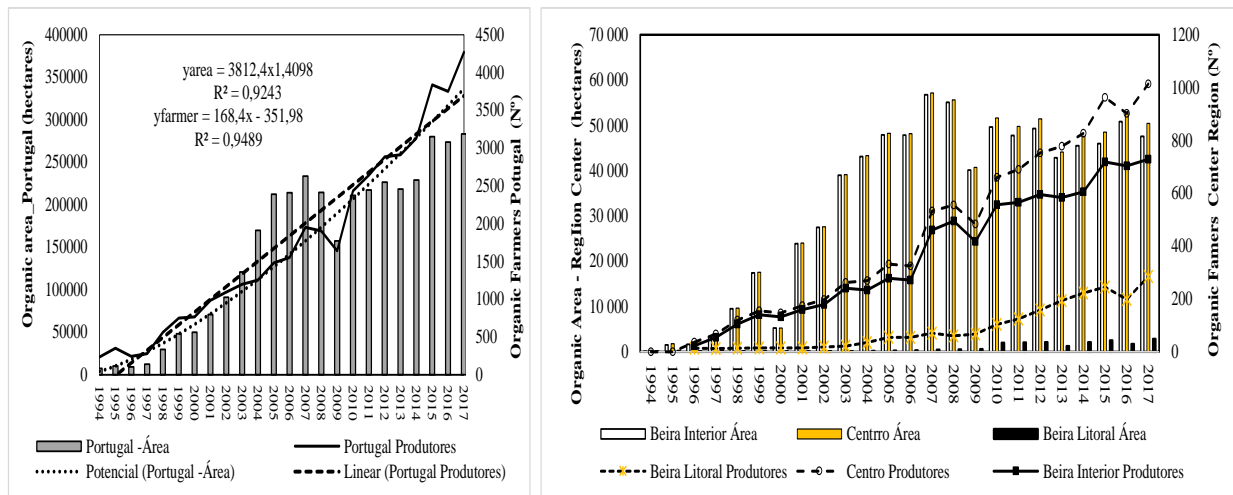 Organic area_Portugal (hectares)
400000
350000
300000
250000
200000
150000
100000
50000
0
yarea = 3812,4x1,4098
R² = 0,9243
yfarmer = 168,4x - 351,98
R² = 0,9489
4500
4000
3500
3000
2500
2000
1500
1000
500
0
Organic Farmers Potugal (Nº)
1994 1995 1996 1997 1998 1999 2000 2001 2002 2003 2004 2005 2006 2007 2008 2009 2010 2011 2012 2013 2014 2015 2016 2017
Portugal -Área
Portugal Produtores
Potencial (Portugal -Área)
Linear (Portugal Produtores)
Organic Area - RegIion Center (hectares)
70 000
60 000
50 000
40 000
30 000
20 000
10 000
0
1200
1000
800
600
400
200
0
Organic Famers Center Region (Nº)
1994 1995 1996 1997 1998 1999 2000 2001 2002 2003 2004 2005 2006 2007 2008 2009 2010 2011 2012 2013 2014 2015 2016 2017
Beira Interior Área
Centrro Área
Beira Litoral Área
Beira Litoral Produtores
Centro Produtores
Beira Interior Produtores